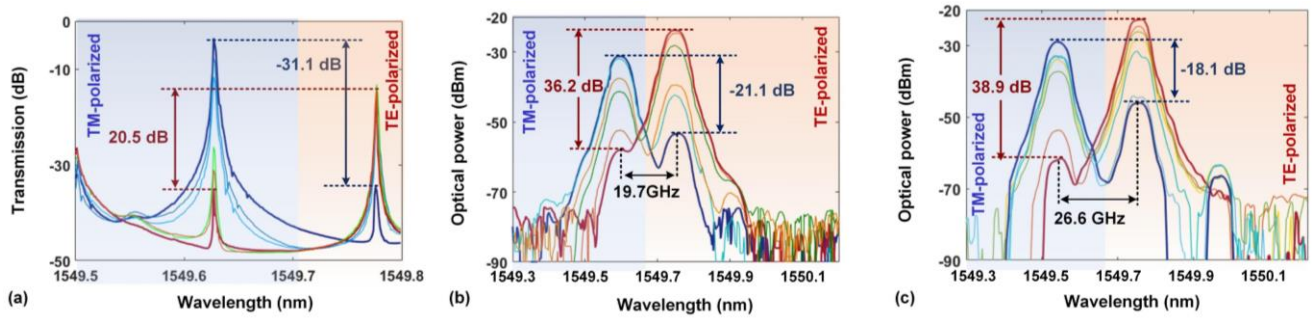 Transmission (dB)
0
-10
-30
-50
TM-polarized
TE-polarized
-31.1 dB
20.5 dB
1549.5
1549.6
1549.7
1549.8
Wavelength (nm)
(a)
Optical power (dBm)
-20
-30
-50
-70
-90
TM-polarized
TE-polarized
36.2 dB
-21.1 dB
19.7GHz
1549.3
1549.5
1549.7
1549.9
1550.1
Wavelength (nm)
(b)
Optical power (dBm)
-20
-30
-50
-70
-90
TM-polarized
TE-polarized
38.9 dB
-18.1 dB
26.6 GHz
1549.3
1549.5
1549.7
1549.9
1550.1
Wavelength (nm)
(c)